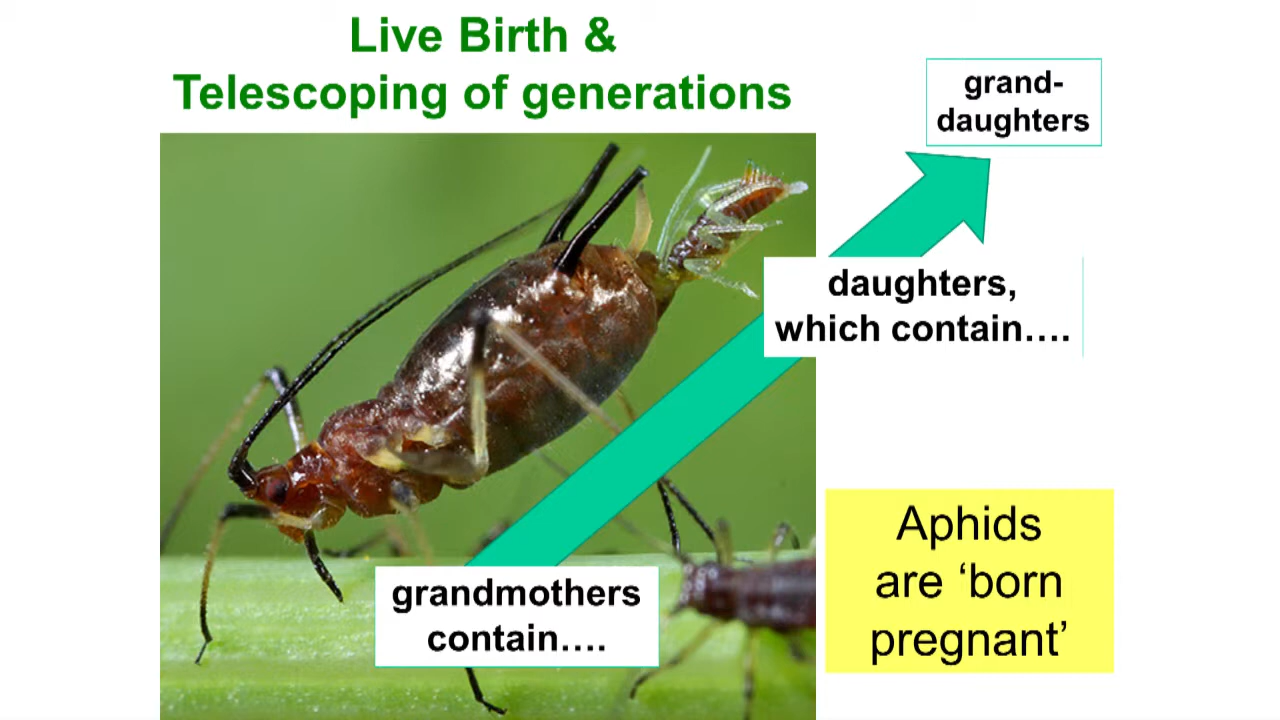 Live Birth &
Telescoping of generations
grand-
daughters
daughters,
which contain….
grandmothers
contain….
Aphids
are ‘born
pregnant’